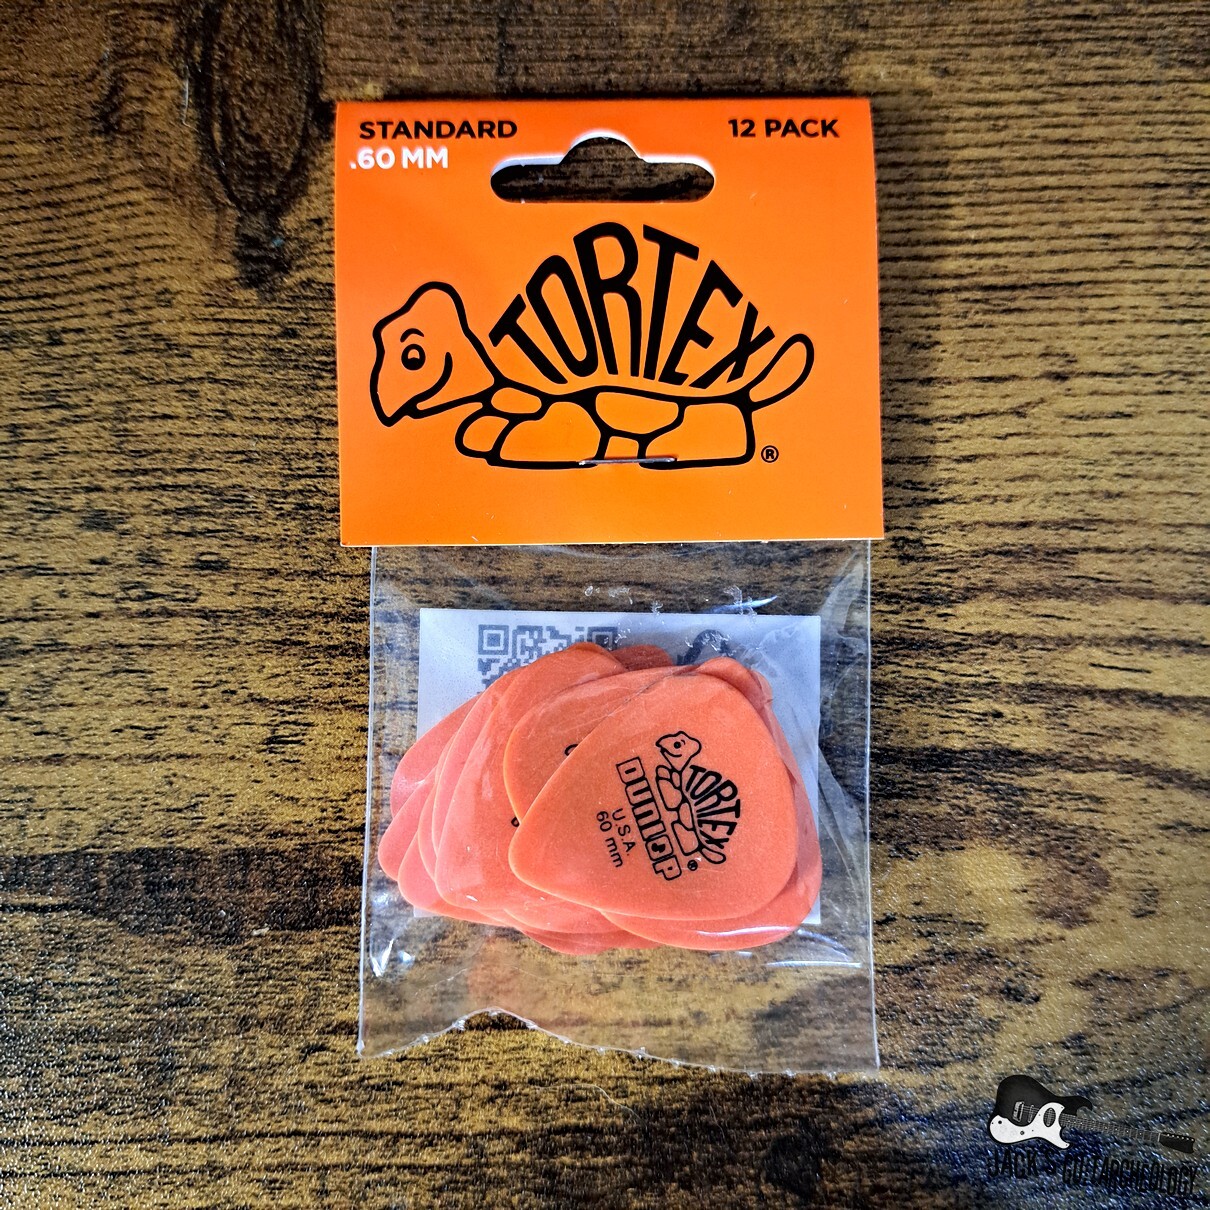 STANDARD
12 PACK
.60 MM
TORTEX
®
TORTEX
®
DUNLOP
U.S.A.
60 mm
JACK'S GUITARCHEOLOGY